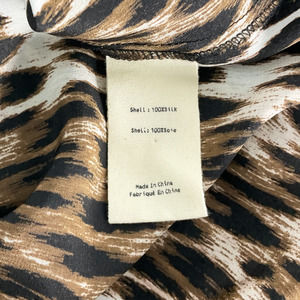 Shell: 100%Silk
Shell: 100%Soie
Made In China
Fabriqué En Chine